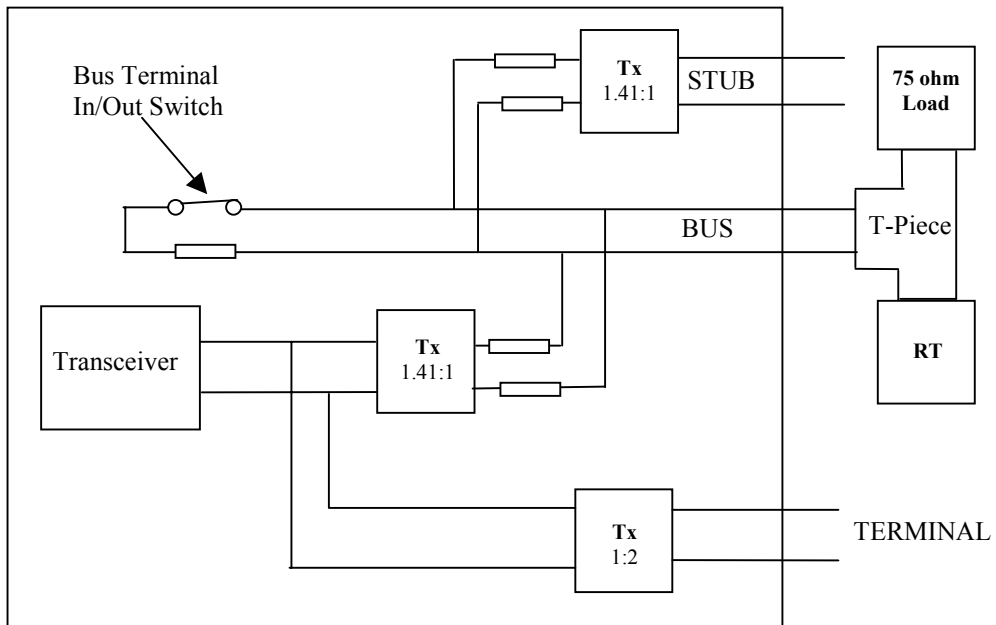 Bus Terminal
In/Out Switch
Tx
1.41:1
STUB
75 ohm
Load
BUS
T-Piece
Transceiver
Tx
1.41:1
RT
Tx
1:2
TERMINAL